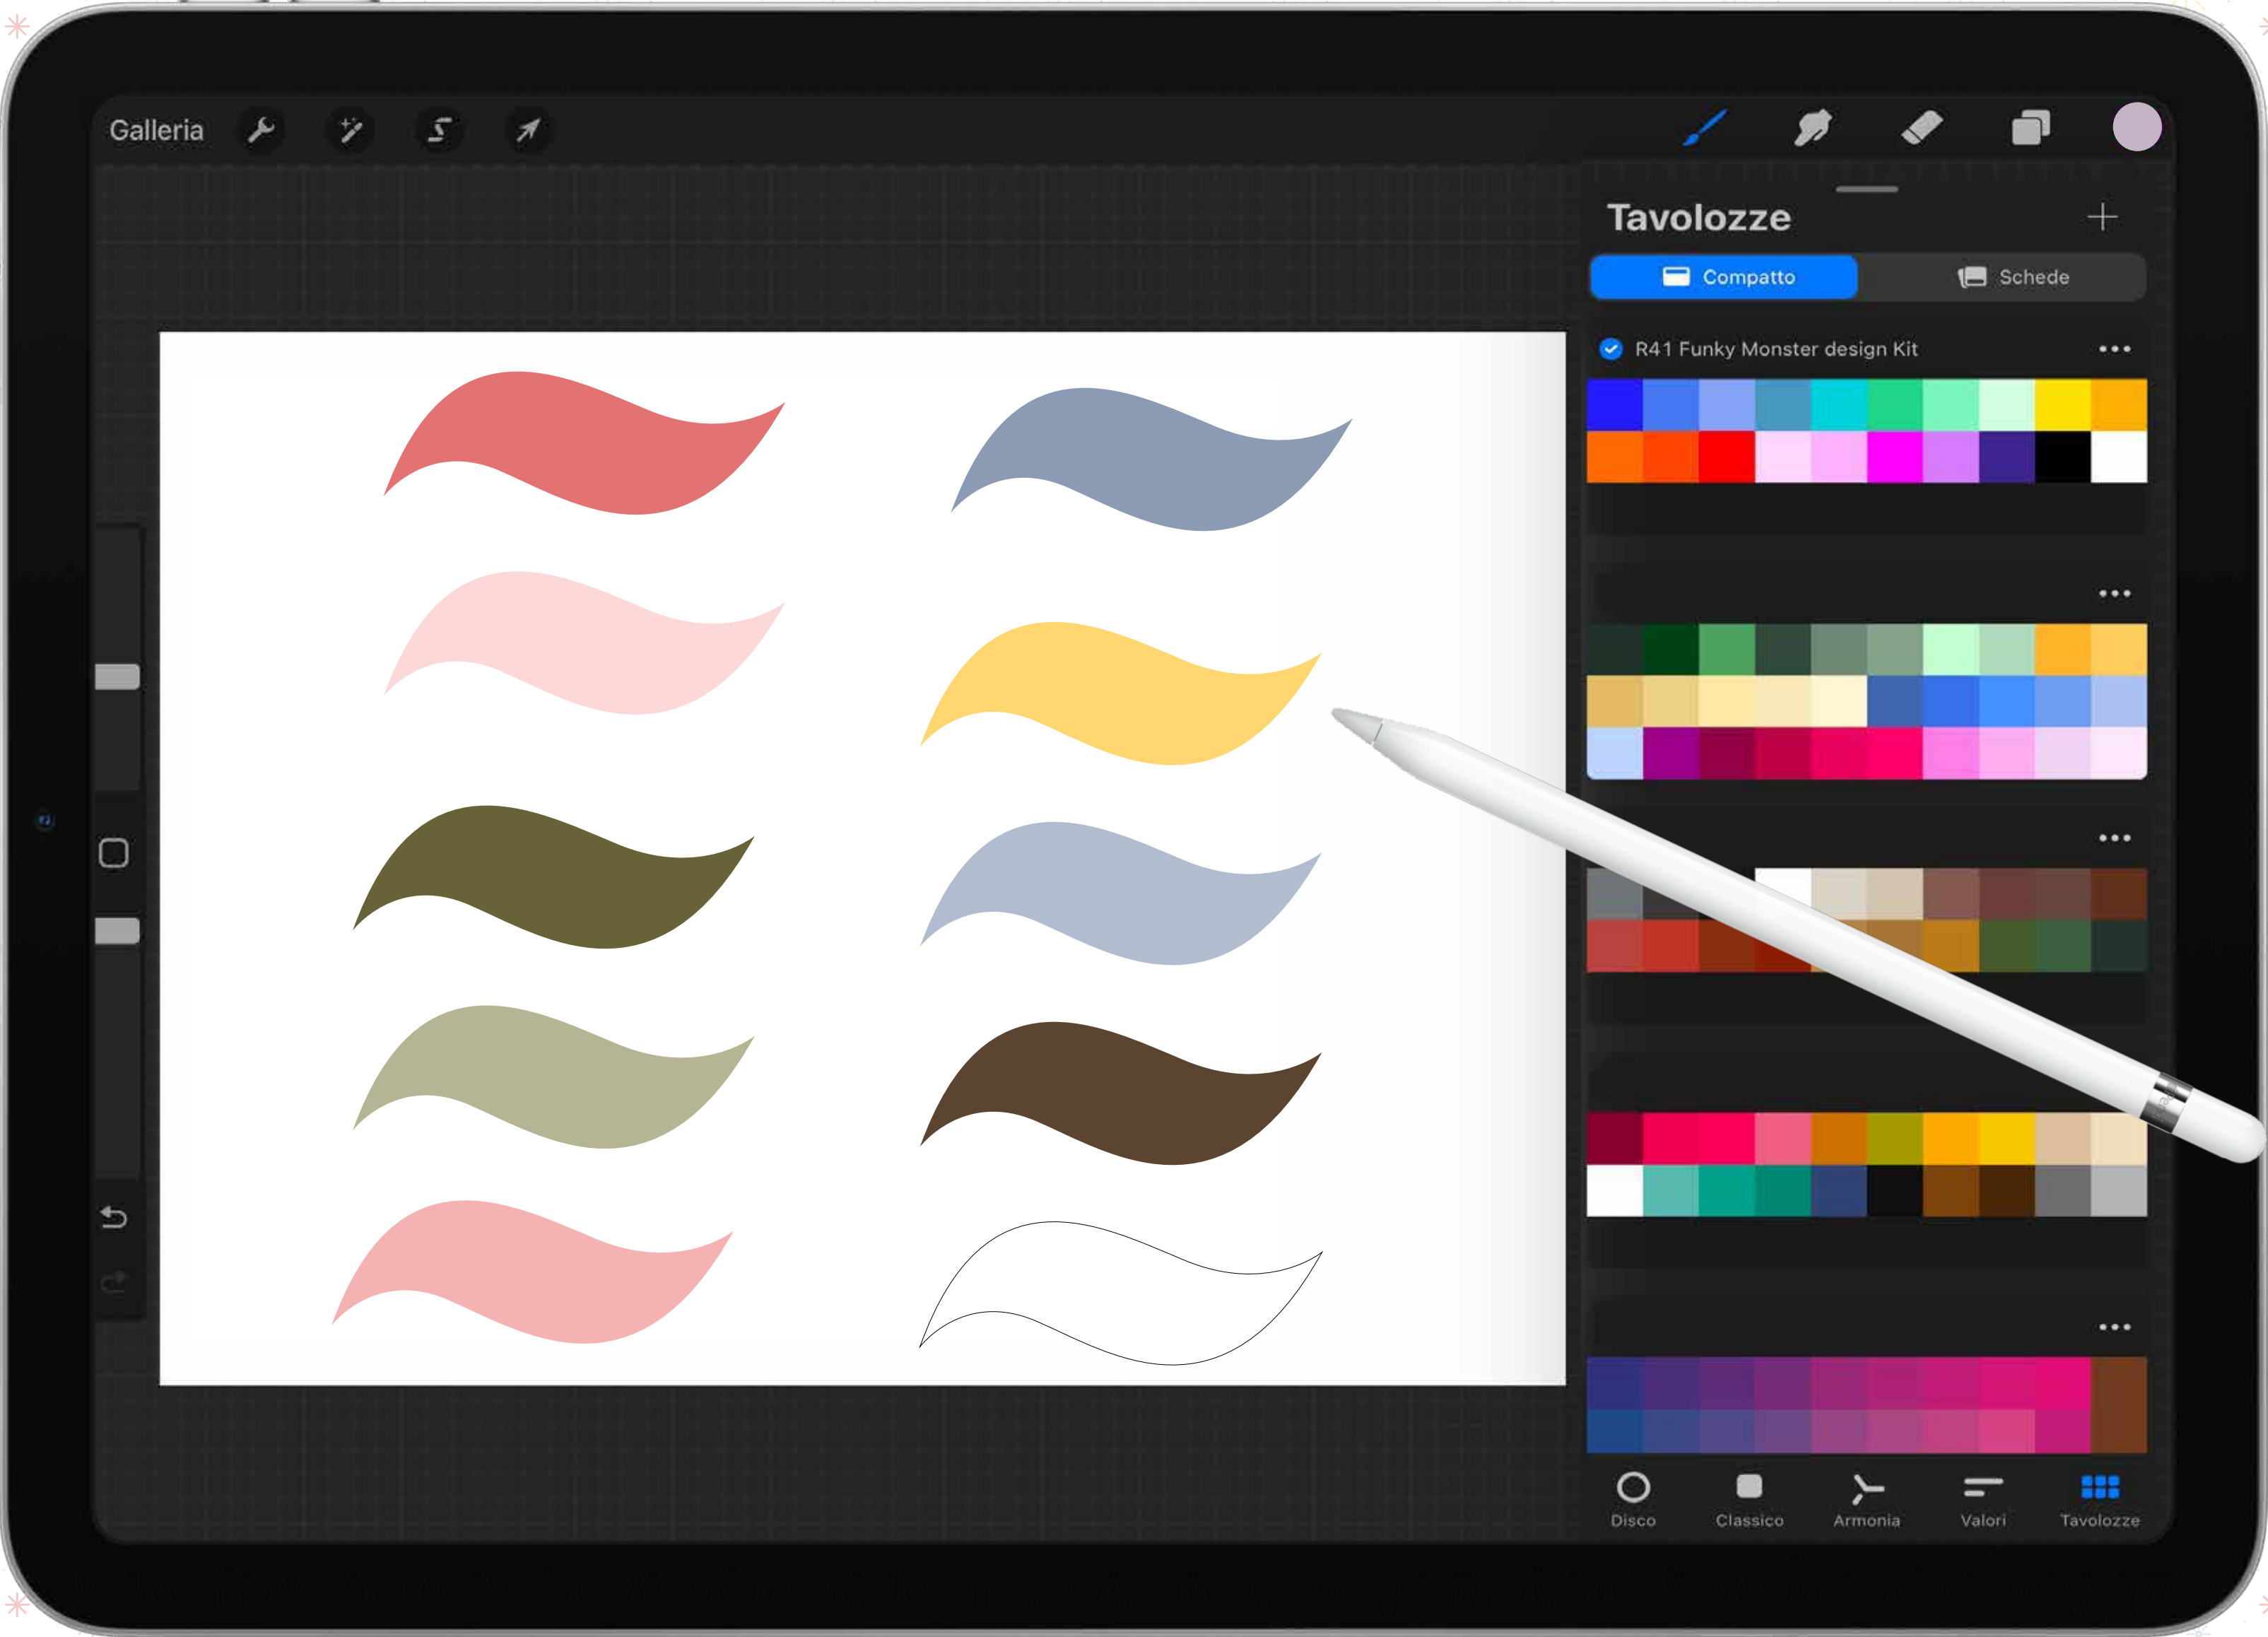 Galleria
Tavolozze
Compatto
Schede
R41 Funky Monster design Kit
Disco
Classico
Armonia
Valori
Tavolozze